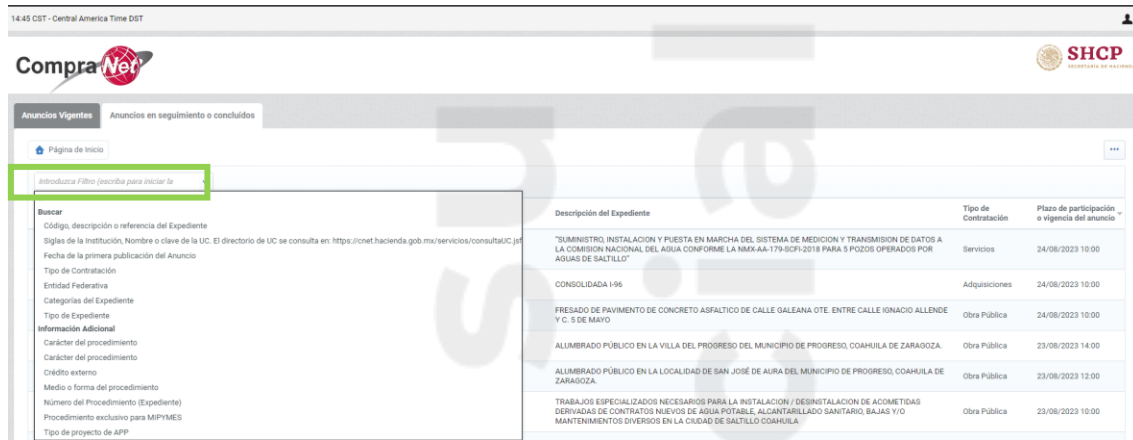 14:45 CST - Central America Time DST
CompraNet
SHCP
Anuncios Vigentes
Anuncios en seguimiento o concluídos
Página de Inicio
...
Introduzca Filtro (escriba para iniciar la
Buscar
Código, descripción o referencia del Expediente
Siglas de la Institución, Nombre o clave de la UC. El directorio de UC se consulta en: https://cnet.hacienda.gob.mx/servicios/consultaUC.jsf
Fecha de la primera publicación del Anuncio
Tipo de Contratación
Entidad Federativa
Categorías del Expediente
Tipo de Expediente
Información Adicional
Carácter del procedimiento
Carácter del procedimiento
Crédito externo
Medio o forma del procedimiento
Número del Procedimiento (Expediente)
Procedimiento exclusivo para MIPYMES
Tipo de proyecto de APP
Descripción del Expediente
Tipo de
Contratación
Plazo de participación
o vigencia del anuncio
"SUMINISTRO, INSTALACION Y PUESTA EN MARCHA DEL SISTEMA DE MEDICION Y TRANSMISION DE DATOS A
LA COMISION NACIONAL DEL AGUA CONFORME LA NMX-AA-179-SCFI-2018 PARA 5 POZOS OPERADOS POR
AGUAS DE SALTILLO"
Servicios
24/08/2023 10:00
CONSOLIDADA I-96
Adquisiciones
24/08/2023 10:00
FRESADO DE PAVIMENTO DE CONCRETO ASFALTICO DE CALLE GALEANA OTE. ENTRE CALLE IGNACIO ALLENDE
Y C. 5 DE MAYO
Obra Pública
24/08/2023 10:00
ALUMBRADO PÚBLICO EN LA VILLA DEL PROGRESO DEL MUNICIPIO DE PROGRESO, COAHUILA DE ZARAGOZA.
Obra Pública
23/08/2023 14:00
ALUMBRADO PÚBLICO EN LA LOCALIDAD DE SAN JOSÉ DE AURA DEL MUNICIPIO DE PROGRESO, COAHUILA DE
ZARAGOZA.
Obra Pública
23/08/2023 12:00
TRABAJOS ESPECIALIZADOS NECESARIOS PARA LA INSTALACION / DESINSTALACION DE ACOMETIDAS
DERIVADAS DE CONTRATOS NUEVOS DE AGUA POTABLE, ALCANTARILLADO SANITARIO, BAJAS Y/O
MANTENIMIENTOS DIVERSOS EN LA CIUDAD DE SALTILLO COAHUILA
Obra Pública
23/08/2023 10:00